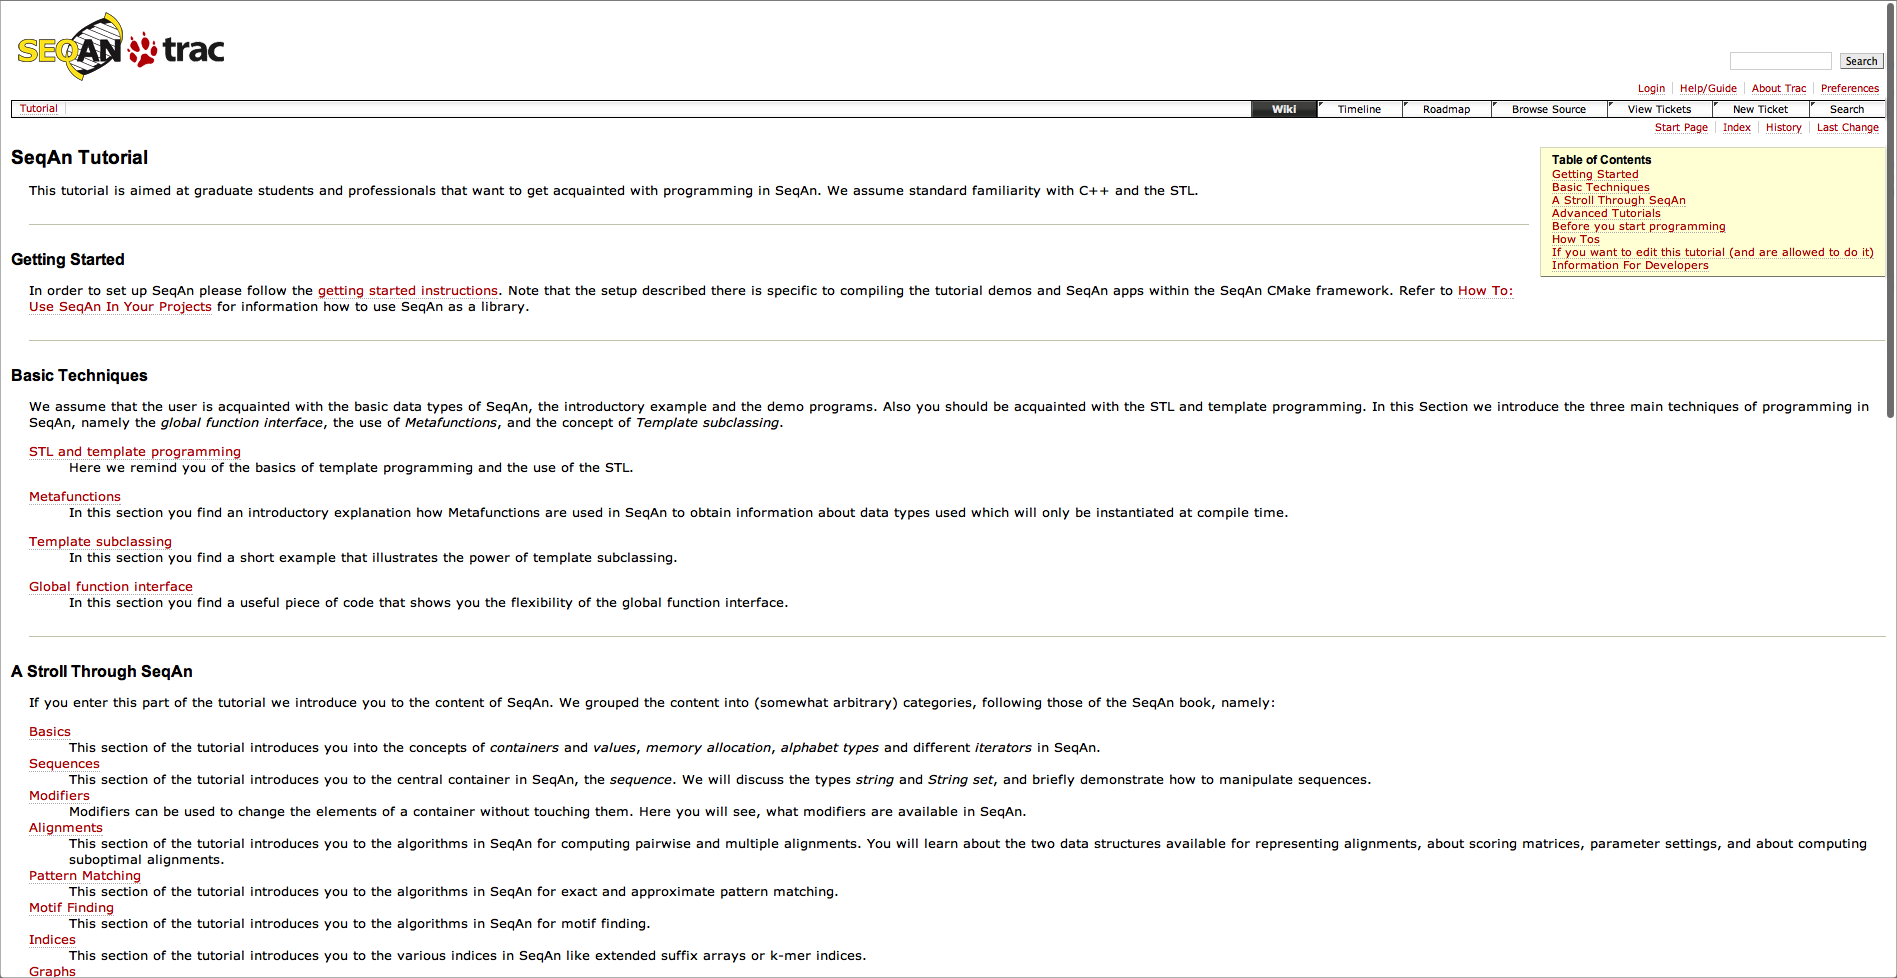 SEQAN trac
Search
Login Help/Guide About Trac Preferences
Tutorial Wiki Timeline Roadmap Browse Source View Tickets New Ticket Search
Start Page Index History Last Change
SeqAn Tutorial
This tutorial is aimed at graduate students and professionals that want to get acquainted with programming in SeqAn. We assume standard familiarity with C++ and the STL.
Table of Contents
Getting Started
Basic Techniques
A Stroll Through SeqAn
Advanced Tutorials
Before you start programming
How Tos
If you want to edit this tutorial (and are allowed to do it)
Information For Developers
Getting Started
In order to set up SeqAn please follow the getting started instructions. Note that the setup described there is specific to compiling the tutorial demos and SeqAn apps within the SeqAn CMake framework. Refer to How To:
Use SeqAn In Your Projects for information how to use SeqAn as a library.
Basic Techniques
We assume that the user is acquainted with the basic data types of SeqAn, the introductory example and the demo programs. Also you should be acquainted with the STL and template programming. In this Section we introduce the three main techniques of programming in
SeqAn, namely the global function interface, the use of Metafunctions, and the concept of Template subclassing.
STL and template programming
Here we remind you of the basics of template programming and the use of the STL.
Metafunctions
In this section you find an introductory explanation how Metafunctions are used in SeqAn to obtain information about data types used which will only be instantiated at compile time.
Template subclassing
In this section you find a short example that illustrates the power of template subclassing.
Global function interface
In this section you find a useful piece of code that shows you the flexibility of the global function interface.
A Stroll Through SeqAn
If you enter this part of the tutorial we introduce you to the content of SeqAn. We grouped the content into (somewhat arbitrary) categories, following those of the SeqAn book, namely:
Basics
This section of the tutorial introduces you into the concepts of containers and values, memory allocation, alphabet types and different iterators in SeqAn.
Sequences
This section of the tutorial introduces you to the central container in SeqAn, the sequence. We will discuss the types string and String set, and briefly demonstrate how to manipulate sequences.
Modifiers
Modifiers can be used to change the elements of a container without touching them. Here you will see, what modifiers are available in SeqAn.
Alignments
This section of the tutorial introduces you to the algorithms in SeqAn for computing pairwise and multiple alignments. You will learn about the two data structures available for representing alignments, about scoring matrices, parameter settings, and about computing
suboptimal alignments.
Pattern Matching
This section of the tutorial introduces you to the algorithms in SeqAn for exact and approximate pattern matching.
Motif Finding
This section of the tutorial introduces you to the algorithms in SeqAn for motif finding.
Indices
This section of the tutorial introduces you to the various indices in SeqAn like extended suffix arrays or k-mer indices.
Graphs